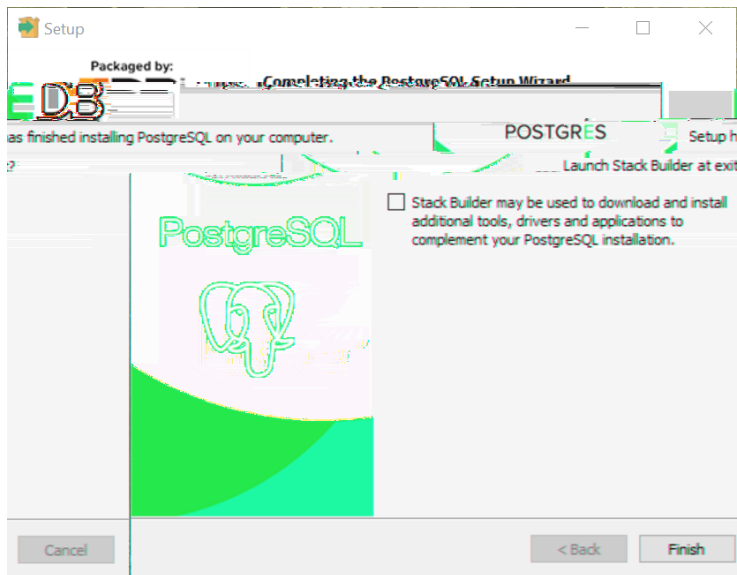 Setup
Packaged by:
Completing the PostgreSQL Setup Wizard
EDB
as finished installing PostgreSQL on your computer.
POSTGRES
Setup h
?
Launch Stack Builder at exit
Stack Builder may be used to download and install
additional tools, drivers and applications to
complement your PostgreSQL installation.
PostgreSQL
Cancel
< Back
Finish